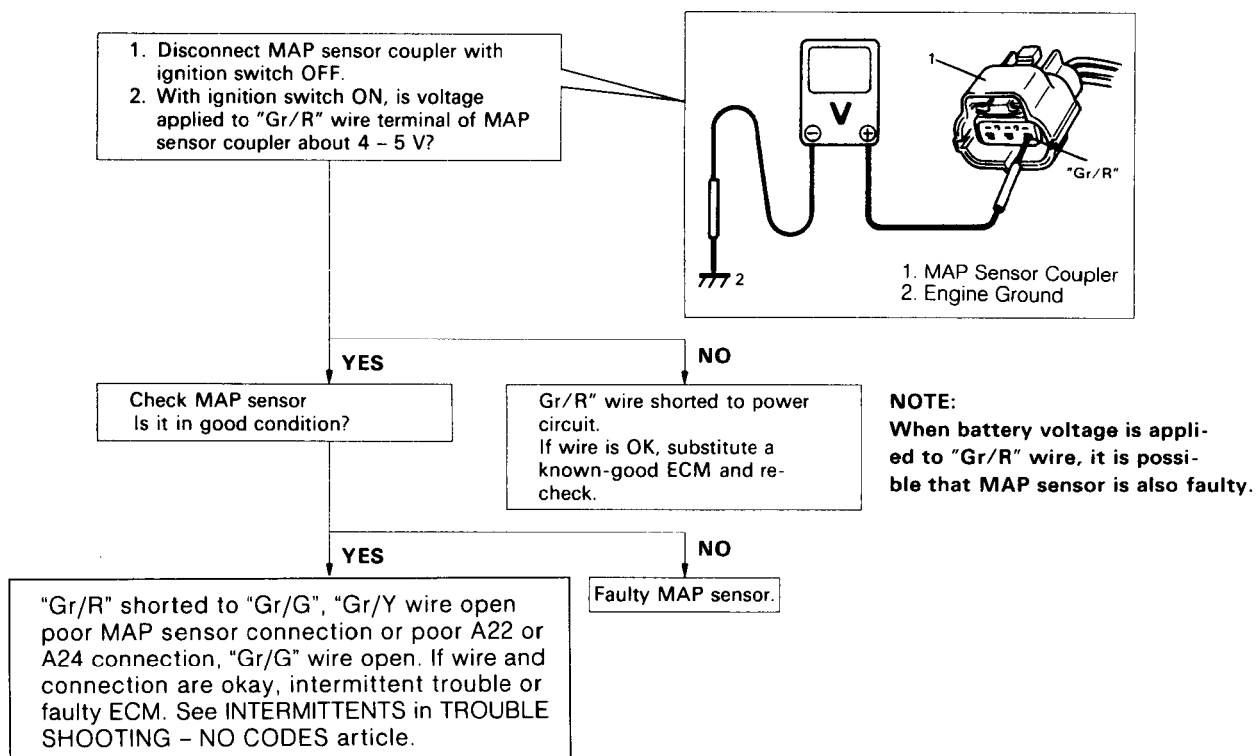 1. Disconnect MAP sensor coupler with
ignition switch OFF.
2. With ignition switch ON, is voltage
applied to "Gr/R" wire terminal of MAP
sensor coupler about 4 – 5 V?
1
V
"Gr/R"
2
1. MAP Sensor Coupler
2. Engine Ground
YES
NO
Check MAP sensor
Is it in good condition?
Gr/R" wire shorted to power
circuit.
If wire is OK, substitute a
known-good ECM and re-
check.
NOTE:
When battery voltage is appli-
ed to "Gr/R" wire, it is possi-
ble that MAP sensor is also faulty.
YES
NO
"Gr/R" shorted to "Gr/G", "Gr/Y wire open
poor MAP sensor connection or poor A22 or
A24 connection, "Gr/G" wire open. If wire and
connection are okay, intermittent trouble or
faulty ECM. See INTERMITTENTS in TROUBLE
SHOOTING – NO CODES article.
Faulty MAP sensor.